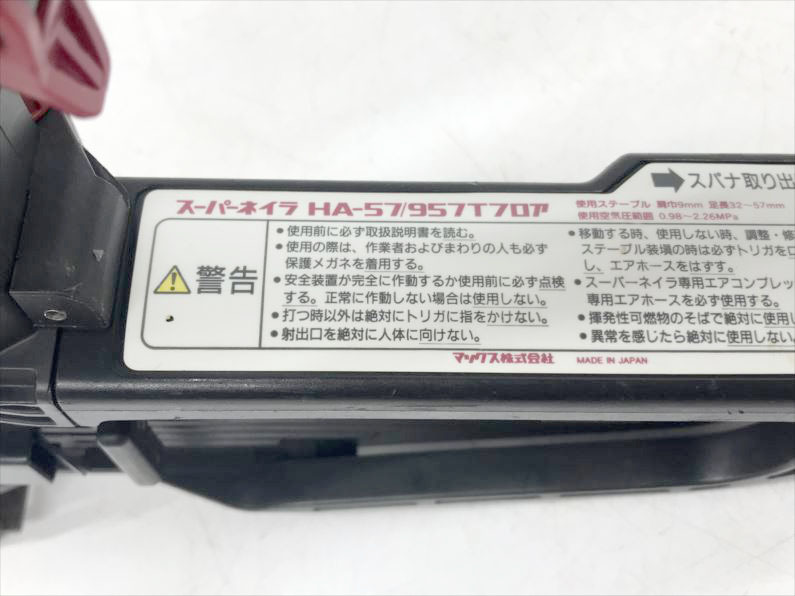 ➡スパナ取り出
スーパーネイラ HA-57/957Tフロア
使用ステープル 肩巾9mm 足長32~57mm
使用空気圧範囲 0.98~2.26MPa
警告
●使用前に必ず取扱説明書を読む。
●使用の際は、作業者およびまわりの人も必ず
保護メガネを着用する。
●安全装置が完全に作動するか使用前に必ず点検
する。正常に作動しない場合は使用しない。
●打つ時以外は絶対にトリガに指をかけない。
●射出口を絶対に人体に向けない。
●移動する時、使用しない時、調整・修
ステープル装填の時は必ずトリガを
し、エアホースをはずす。
●スーパーネイラ専用エアコンプレッ
専用エアホースを必ず使用する。
●揮発性可燃物のそばで絶対に使用し
●異常を感じたら絶対に使用しない
マックス株式会社
MADE IN JAPAN